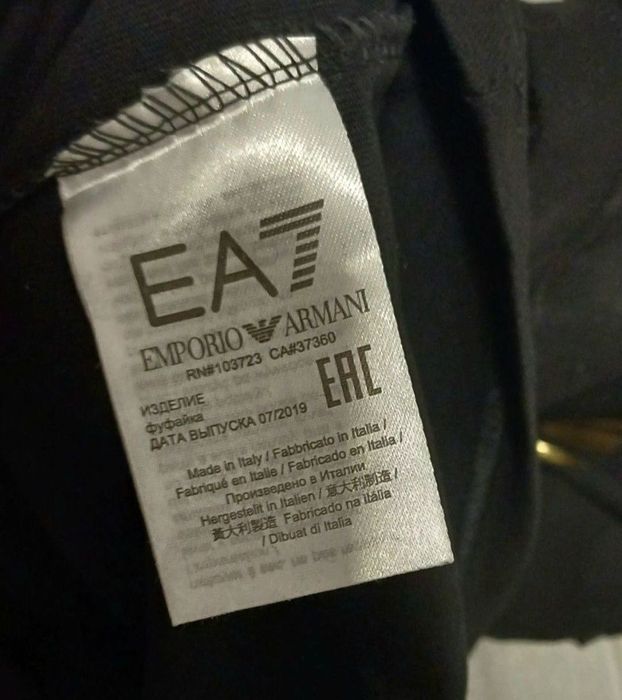 EA7
EMPORIO ARMANI
RN#103723 CA#37360
ИЗДЕЛИЕ
фуфайка
ДАТА ВЫПУСКА 07/2019
EAC
Made in Italy / Fabbricato in Italia /
Fabriqué en Italie / Fabricado en Italia /
Произведено в Италии
Hergestellt in Italien / 意大利制造 /
義大利製造 Fabricado na Itália
/ Dibuat di Italia